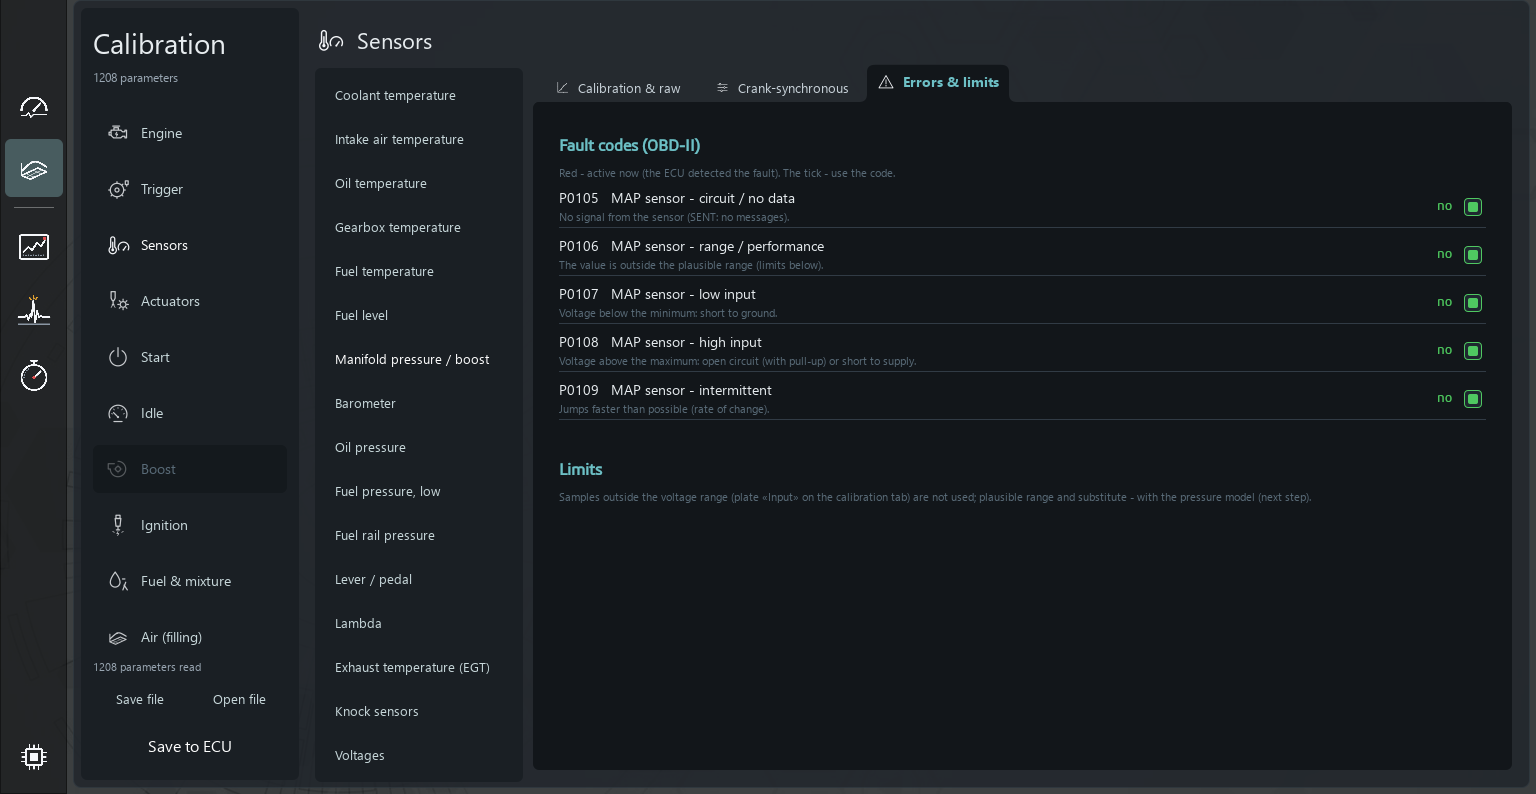 Calibration
1208 parameters
Engine
Trigger
Sensors
Actuators
Start
Idle
Boost
Ignition
Fuel & mixture
Air (filling)
1208 parameters read
Save file
Open file
Save to ECU
Sensors
Coolant temperature
Intake air temperature
Oil temperature
Gearbox temperature
Fuel temperature
Fuel level
Manifold pressure / boost
Barometer
Oil pressure
Fuel pressure, low
Fuel rail pressure
Lever / pedal
Lambda
Exhaust temperature (EGT)
Knock sensors
Voltages
Calibration & raw
Crank-synchronous
Errors & limits
Fault codes (OBD-II)
Red - active now (the ECU detected the fault). The tick - use the code.
P0105 MAP sensor - circuit / no data
no
No signal from the sensor (SENT: no messages).
P0106 MAP sensor - range / performance
no
The value is outside the plausible range (limits below).
P0107 MAP sensor - low input
no
Voltage below the minimum: short to ground.
P0108 MAP sensor - high input
no
Voltage above the maximum: open circuit (with pull-up) or short to supply.
P0109 MAP sensor - intermittent
no
Jumps faster than possible (rate of change).
Limits
Samples outside the voltage range (plate «Input» on the calibration tab) are not used; plausible range and substitute - with the pressure model (next step).